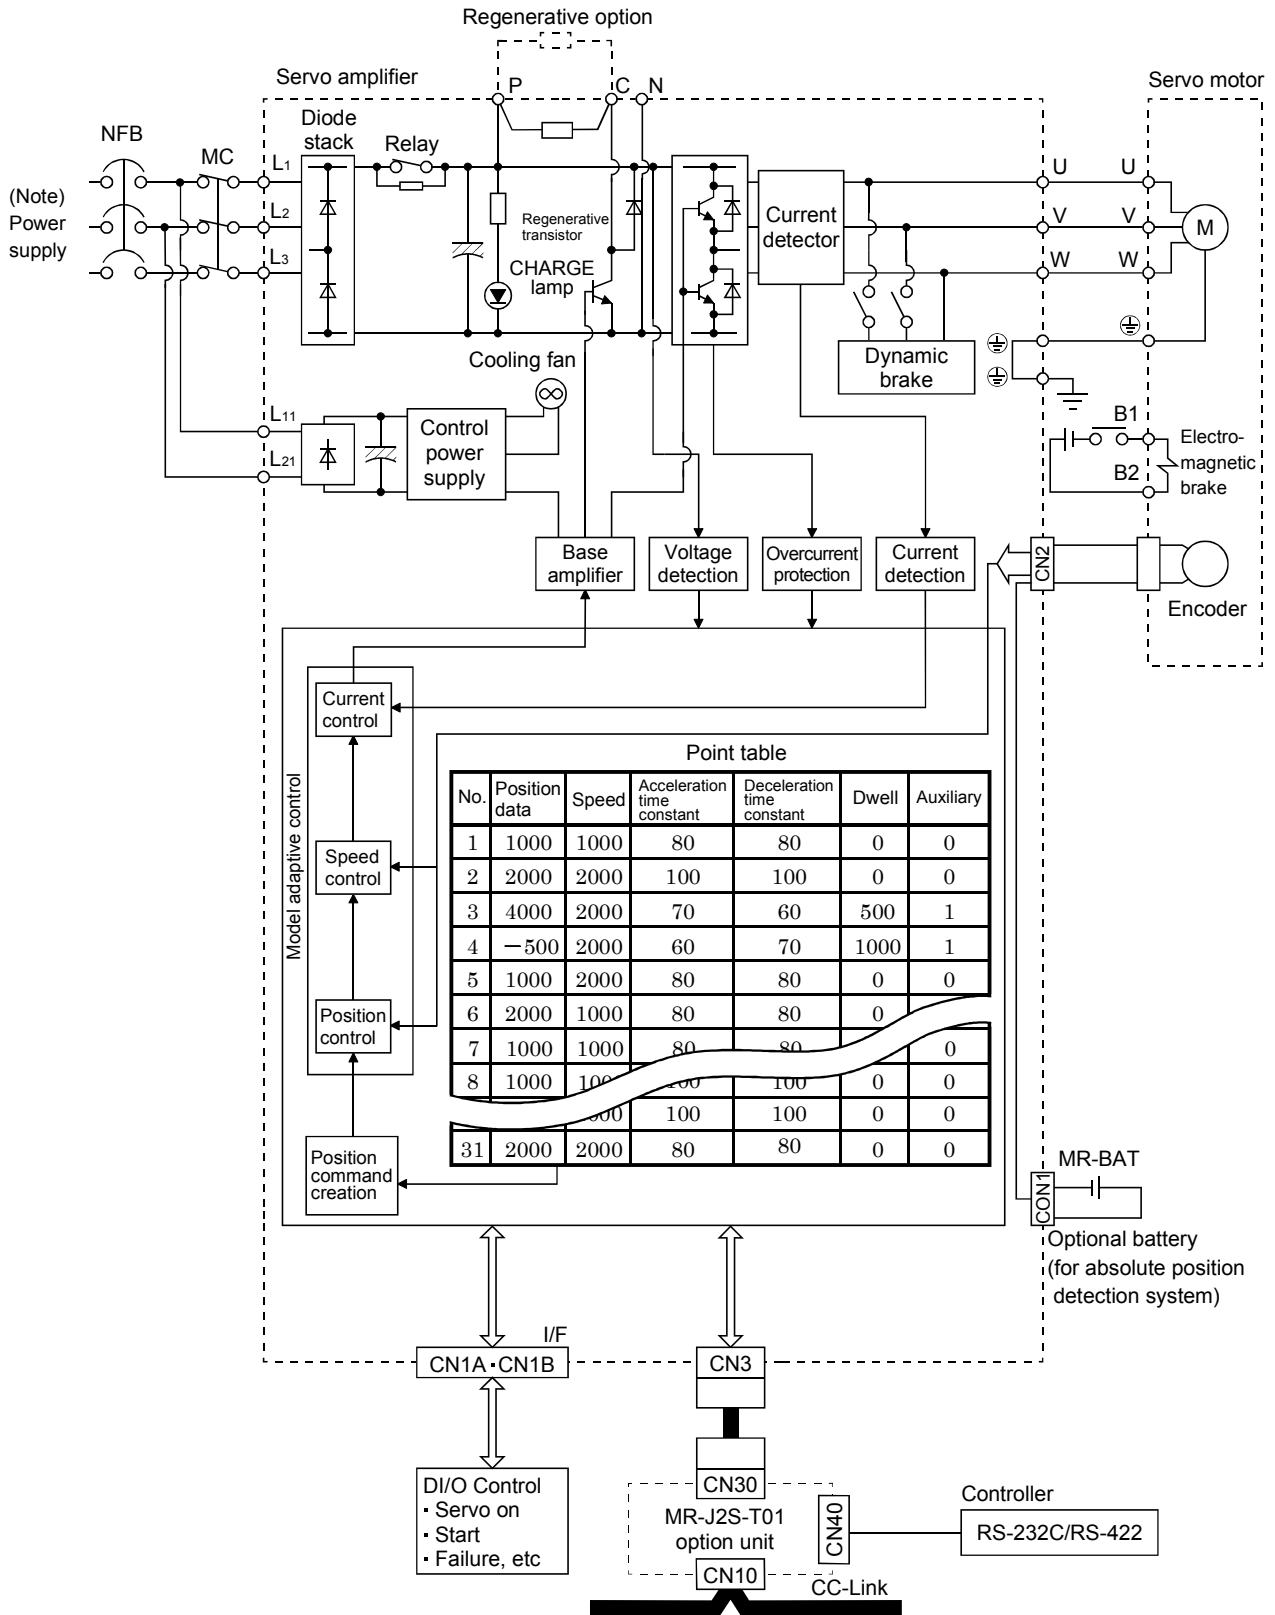 Regenerative option
Servo amplifier
P
C
N
Servo motor
NFB
MC
Diode
stack
Relay
L1
L2
L3
(Note)
Power
supply
Regenerative
transistor
CHARGE
lamp
Current
detector
U
V
W
U
V
W
M
Dynamic
brake
Cooling fan
L11
L21
Control
power
supply
B1
B2
Electro-
magnetic
brake
Base
amplifier
Voltage
detection
Overcurrent
protection
Current
detection
CN2
Encoder
Model adaptive control
Current
control
Speed
control
Position
control
Position
command
creation
Point table
No. Position data Speed Acceleration time constant Deceleration time constant Dwell Auxiliary
1 1000 1000 80 80 0 0
2 2000 2000 100 100 0 0
3 4000 2000 70 60 500 1
4 −500 2000 60 70 1000 1
5 1000 2000 80 80 0 0
6 2000 1000 80 80 0
7 1000 1000 80 80 0
8 1000 100 100 0 0
100 100 0 0
31 2000 2000 80 80 0 0
MR-BAT
CON1
Optional battery
(for absolute position
detection system)
I/F
CN1A・CN1B
CN3
DI/O Control
・Servo on
・Start
・Failure, etc
CN30
MR-J2S-T01
option unit
CN40
CN10
Controller
RS-232C/RS-422
CC-Link